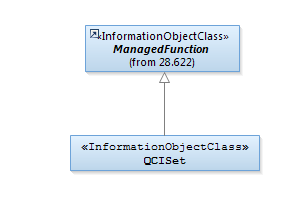 «InformationObjectClass»
ManagedFunction
(from 28.622)
«InformationObjectClass»
QCISet